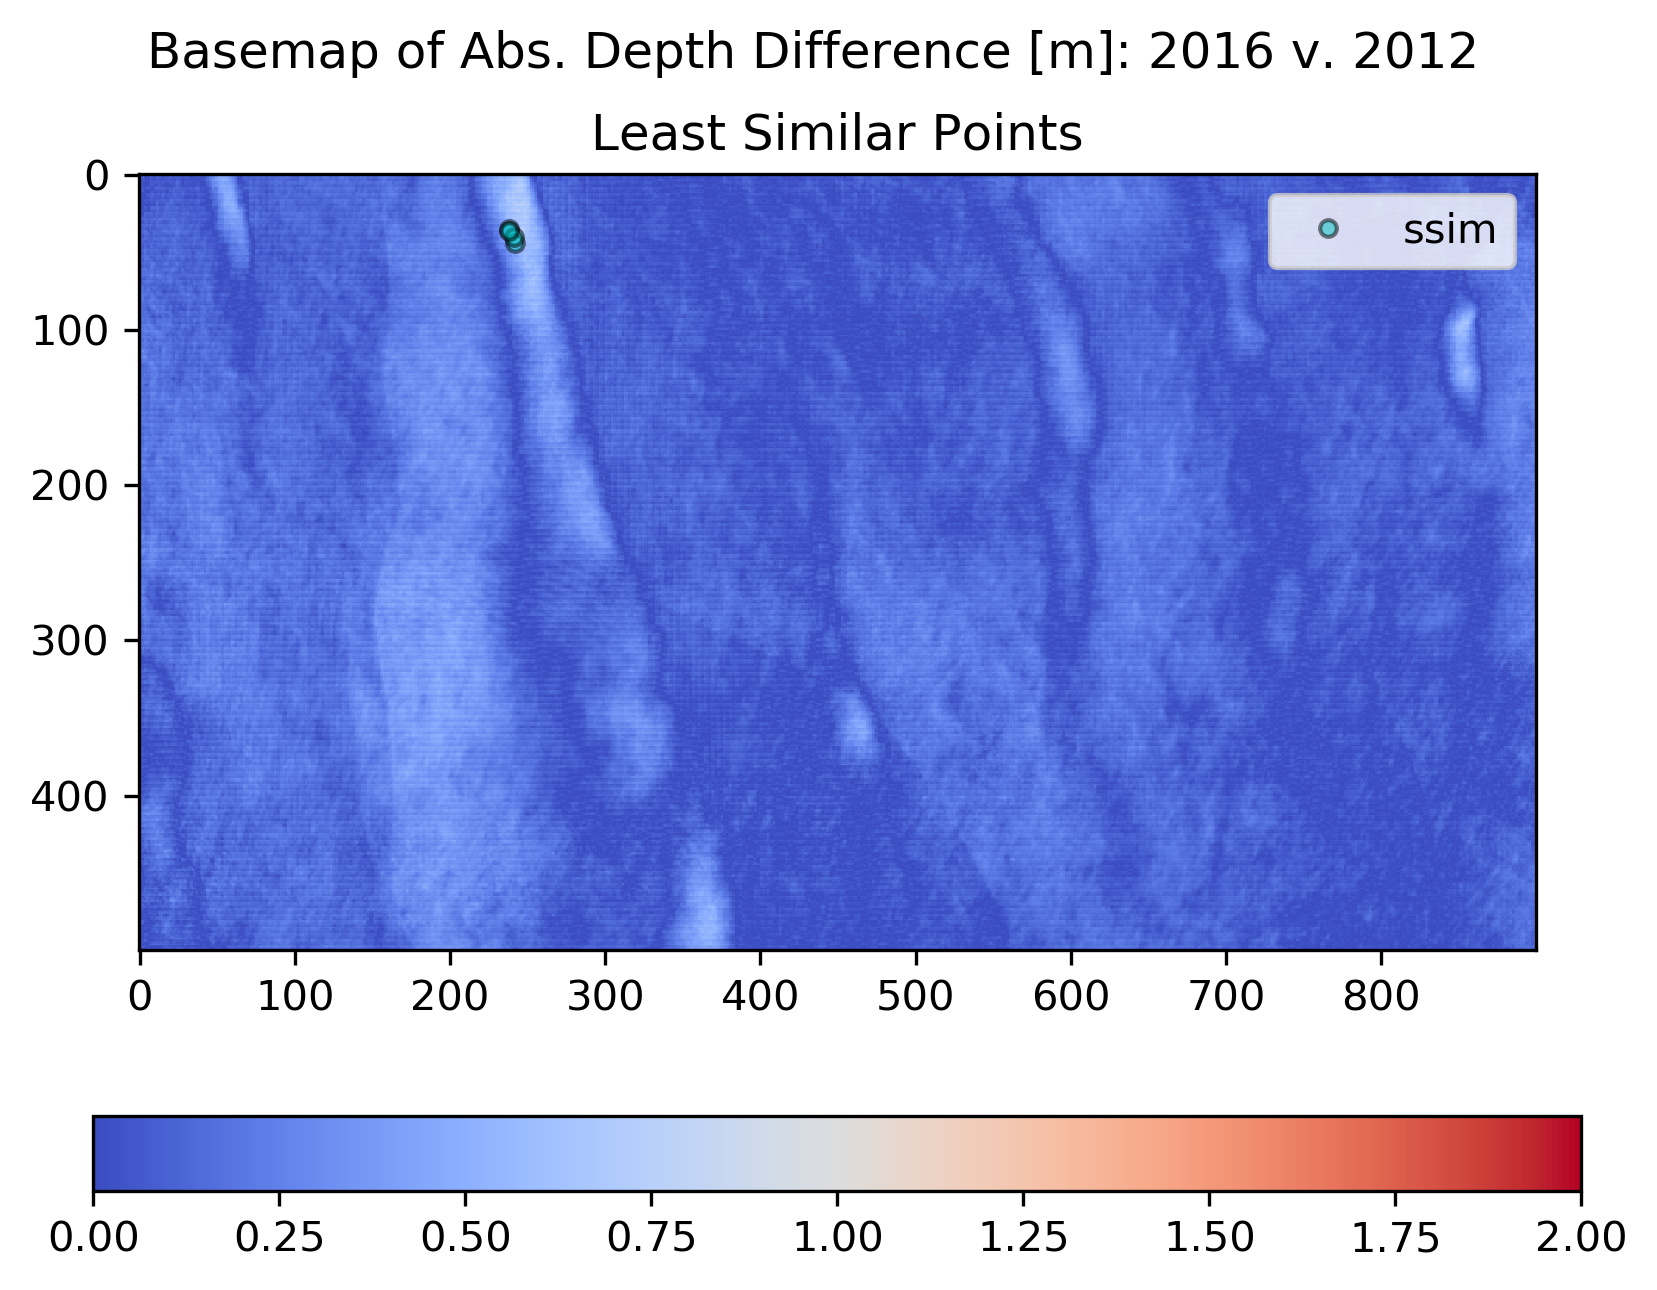 Basemap of Abs. Depth Difference [m]: 2016 v. 2012
Least Similar Points
ssim
0
100
200
300
400
0 100 200 300 400 500 600 700 800
0.00 0.25 0.50 0.75 1.00 1.25 1.50 1.75 2.00